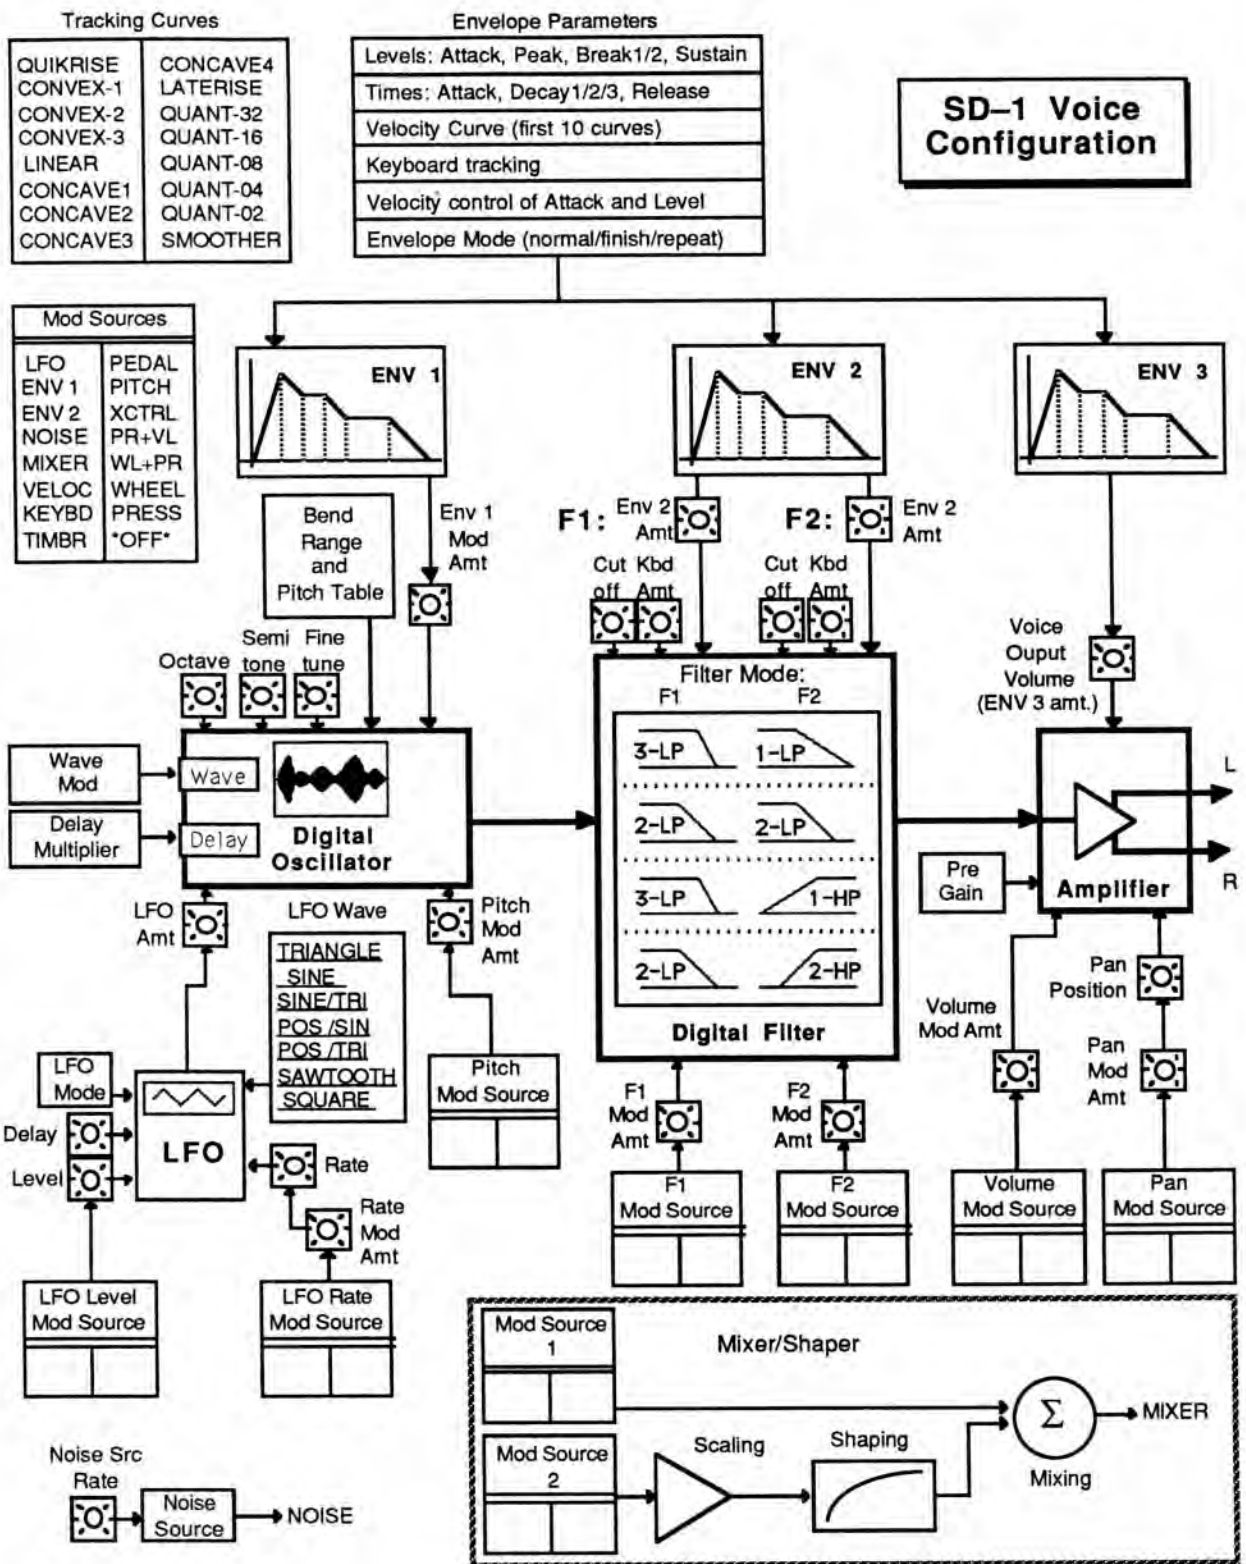 Tracking Curves
QUIKRISE CONCAVE4
CONVEX-1 LATERISE
CONVEX-2 QUANT-32
CONVEX-3 QUANT-16
LINEAR QUANT-08
CONCAVE1 QUANT-04
CONCAVE2 QUANT-02
CONCAVE3 SMOOTHER
Envelope Parameters
Levels: Attack, Peak, Break1/2, Sustain
Times: Attack, Decay1/2/3, Release
Velocity Curve (first 10 curves)
Keyboard tracking
Velocity control of Attack and Level
Envelope Mode (normal/finish/repeat)
SD–1 Voice
Configuration
Mod Sources
LFO PEDAL
ENV 1 PITCH
ENV 2 XCTRL
NOISE PR+VL
MIXER WL+PR
VELOC WHEEL
KEYBD PRESS
TIMBR *OFF*
ENV 1
ENV 2
ENV 3
Bend
Range
and
Pitch Table
Env 1
Mod
Amt
F1:
Env 2
Amt
F2:
Env 2
Amt
Cut
off
Kbd
Amt
Cut
off
Kbd
Amt
Octave
Semi
tone
Fine
tune
Voice
Ouput
Volume
(ENV 3 amt.)
Wave
Mod
Wave
Delay
Multiplier
Delay
Digital
Oscillator
Filter Mode:
F1 F2
3-LP 1-LP
2-LP 2-LP
3-LP 1-HP
2-LP 2-HP
Digital Filter
L
R
Amplifier
Pre
Gain
LFO
Amt
LFO Wave
TRIANGLE
SINE
SINE/TRI
POS /SIN
POS /TRI
SAWTOOTH
SQUARE
Pitch
Mod
Amt
Pitch
Mod Source
Volume
Mod Amt
Pan
Position
Pan
Mod
Amt
LFO
Mode
Delay
Level
LFO
Rate
Rate
Mod
Amt
F1
Mod
Amt
F2
Mod
Amt
F1
Mod Source
F2
Mod Source
Volume
Mod Source
Pan
Mod Source
LFO Level
Mod Source
LFO Rate
Mod Source
Mod Source
1
Mixer/Shaper
Mod Source
2
Scaling
Shaping
Σ
Mixing
MIXER
Noise Src
Rate
Noise
Source
NOISE